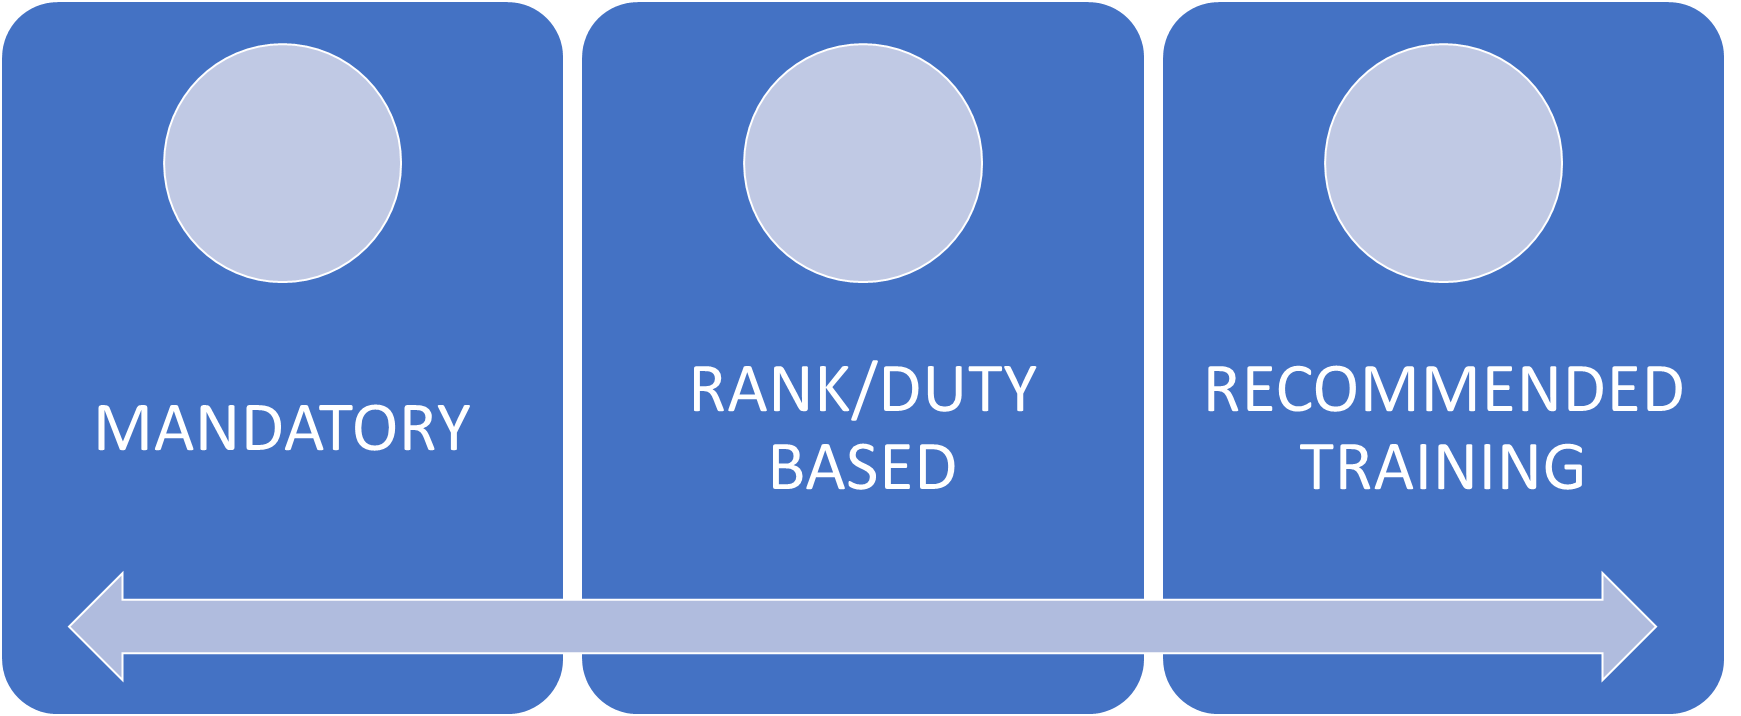 MANDATORY
RANK/DUTY
BASED
RECOMMENDED
TRAINING